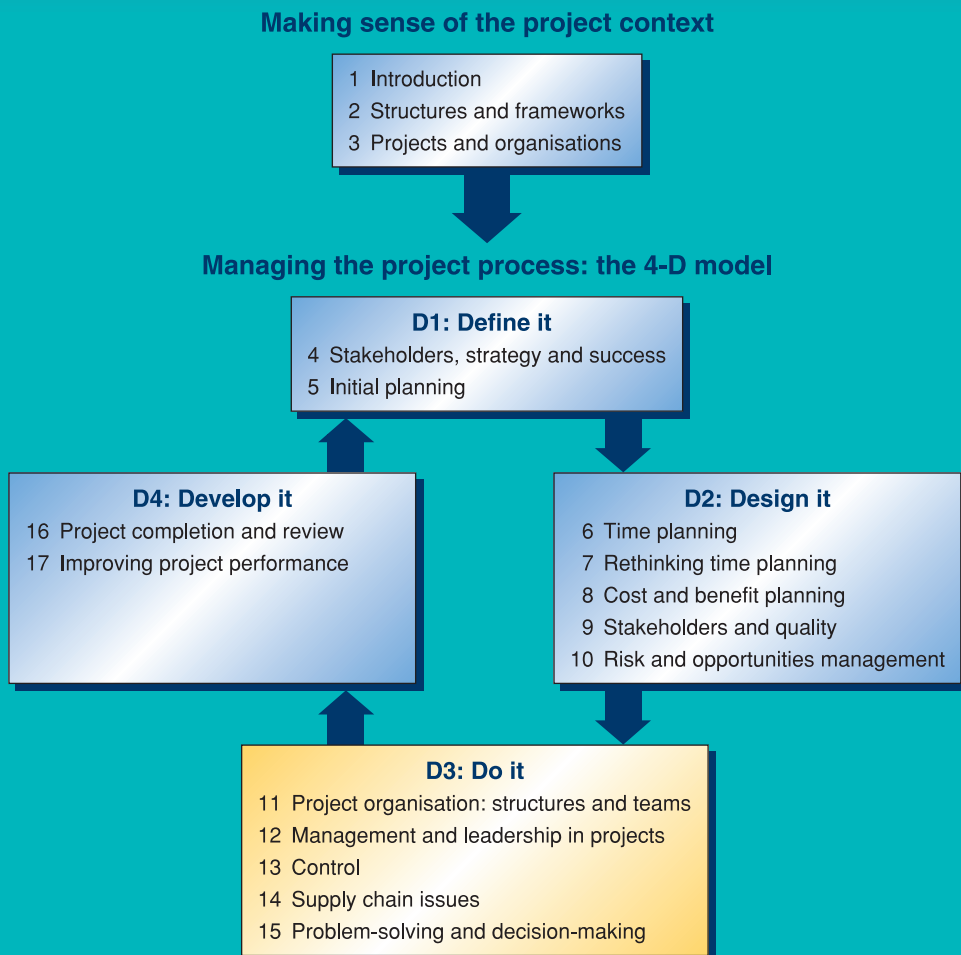 Making sense of the project context
1 Introduction
2 Structures and frameworks
3 Projects and organisations
Managing the project process: the 4-D model
D1: Define it
4 Stakeholders, strategy and success
5 Initial planning
D4: Develop it
16 Project completion and review
17 Improving project performance
D2: Design it
6 Time planning
7 Rethinking time planning
8 Cost and benefit planning
9 Stakeholders and quality
10 Risk and opportunities management
D3: Do it
11 Project organisation: structures and teams
12 Management and leadership in projects
13 Control
14 Supply chain issues
15 Problem-solving and decision-making